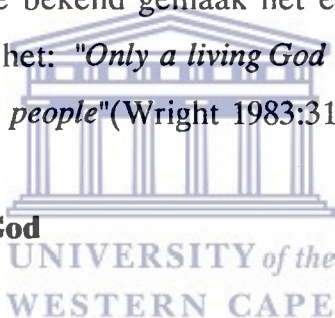 e bekend gemaak het e
het: "Only a living God
people"(Wright 1983:31
God
UNIVERSITY of the
WESTERN CAPE